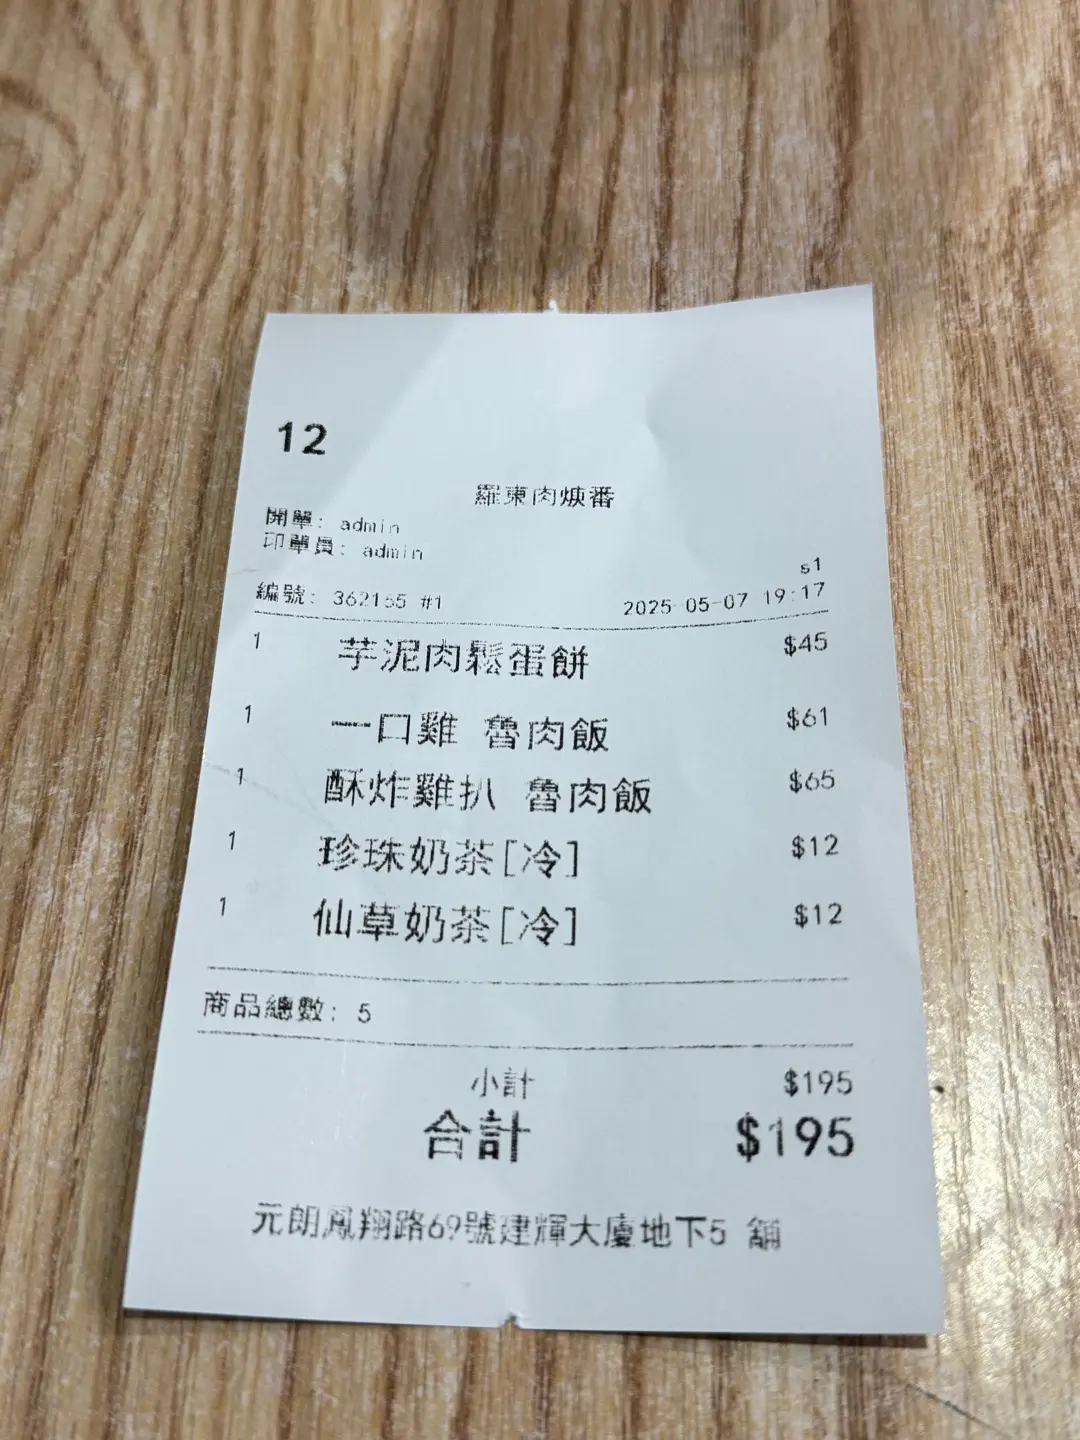 12
羅東肉焿番
開單: admin
印單員: admin
s1
編號: 362155 #1 2025-05-07 19:17
1 芋泥肉鬆蛋餅 $45
1 一口雞 魯肉飯 $61
1 酥炸雞扒 魯肉飯 $65
1 珍珠奶茶[冷] $12
1 仙草奶茶[冷] $12
商品總數: 5
小計 $195
合計 $195
元朗鳳翔路69號建輝大廈地下5 舖